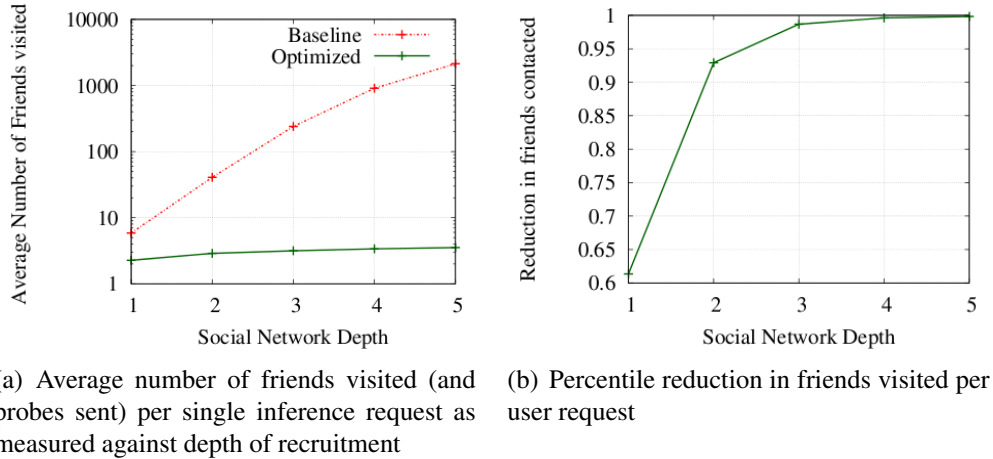 10000
1000
100
10
1
Average Number of Friends visited
Baseline
Optimized
1 2 3 4 5
Social Network Depth
1
0.95
0.9
0.85
0.8
0.75
0.7
0.65
0.6
Reduction in friends contacted
1 2 3 4 5
Social Network Depth
a) Average number of friends visited (and
probes sent) per single inference request as
measured against depth of recruitment
(b) Percentile reduction in friends visited per
user request